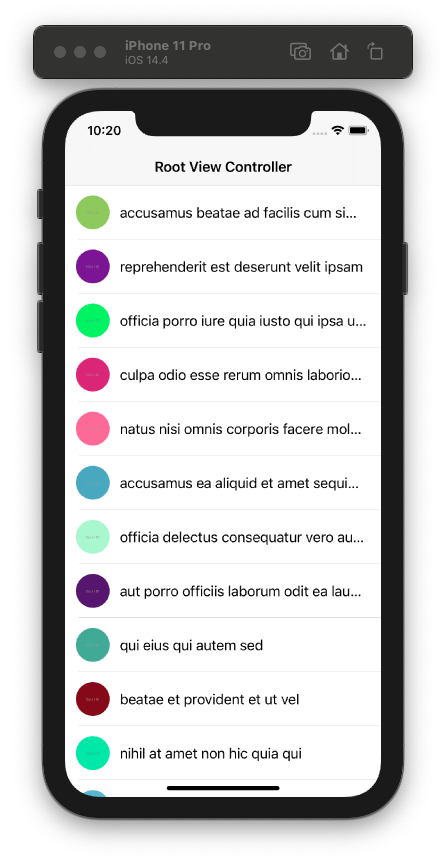 iPhone 11 Pro
iOS 14.4
10:20
Root View Controller
accusamus beatae ad facilis cum si...
reprehenderit est deserunt velit ipsam
officia porro iure quia iusto qui ipsa u...
culpa odio esse rerum omnis laborio...
natus nisi omnis corporis facere mol...
accusamus ea aliquid et amet sequi...
officia delectus consequatur vero au...
aut porro officiis laborum odit ea lau...
qui eius qui autem sed
beatae et provident et ut vel
nihil at amet non hic quia qui